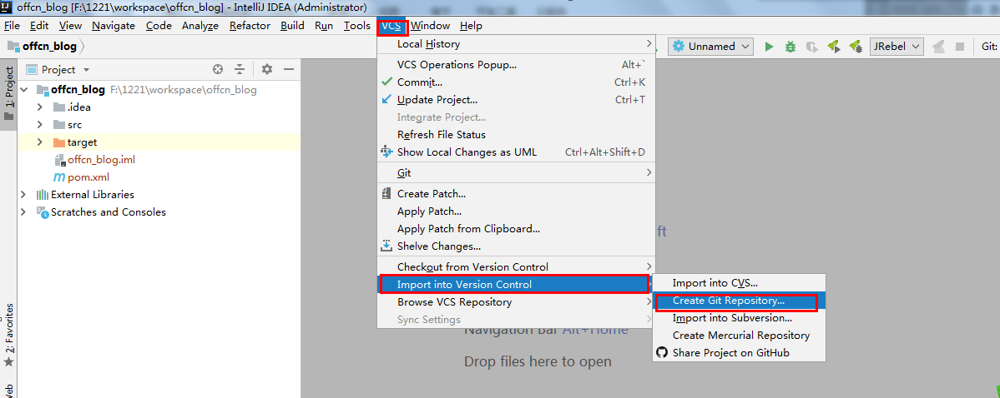 offcn_blog [F:\1221\workspace\offcn_blog] - IntelliJ IDEA (Administrator)
File Edit View Navigate Code Analyze Refactor Build Run Tools VCS Window Help
offcn_blog
Unnamed
JRebel
Git:
1: Project
2: Favorites
Web
Project
offcn_blog F:\1221\workspace\offcn_blog
.idea
src
target
offcn_blog.iml
pom.xml
External Libraries
Scratches and Consoles
Local History
VCS Operations Popup... Alt+`
Commit... Ctrl+K
Update Project... Ctrl+T
Integrate Project...
Refresh File Status
Show Local Changes as UML Ctrl+Alt+Shift+D
Git
Create Patch...
Apply Patch...
Apply Patch from Clipboard...
Shelve Changes...
Checkout from Version Control
Import into Version Control
Browse VCS Repository
Sync Settings
Import into CVS...
Create Git Repository...
Import into Subversion...
Create Mercurial Repository
Share Project on GitHub
ft
Navigation Bar Alt+Home
Drop files here to open